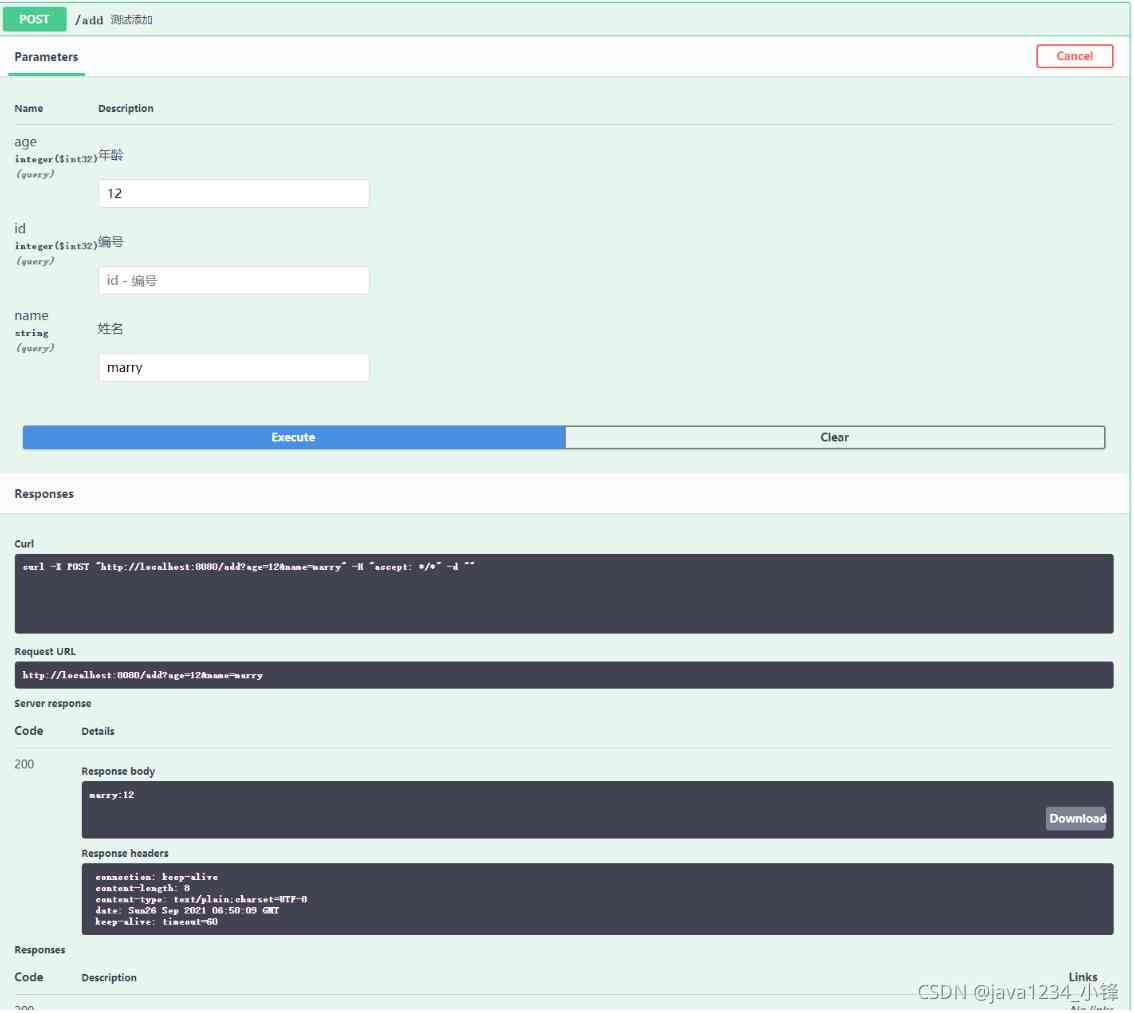 POST /add 测试添加
Parameters Cancel
Name Description
age
integer($int32) 年龄
(query)
12
id
integer($int32) 编号
(query)
id - 编号
name
string 姓名
(query)
marry
Execute Clear
Responses
Curl
curl -X POST "http://localhost:8080/add?age=12&name=marry" -H "accept: */*" -d ""
Request URL
http://localhost:8080/add?age=12&name=marry
Server response
Code Details
200
Response body
marry:12
Download
Response headers
connection: keep-alive
content-length: 8
content-type: text/plain;charset=UTF-8
date: Sun26 Sep 2021 06:50:09 GMT
keep-alive: timeout=60
Responses
Code Description Links
CSDN @java1234_小锋
200 No links